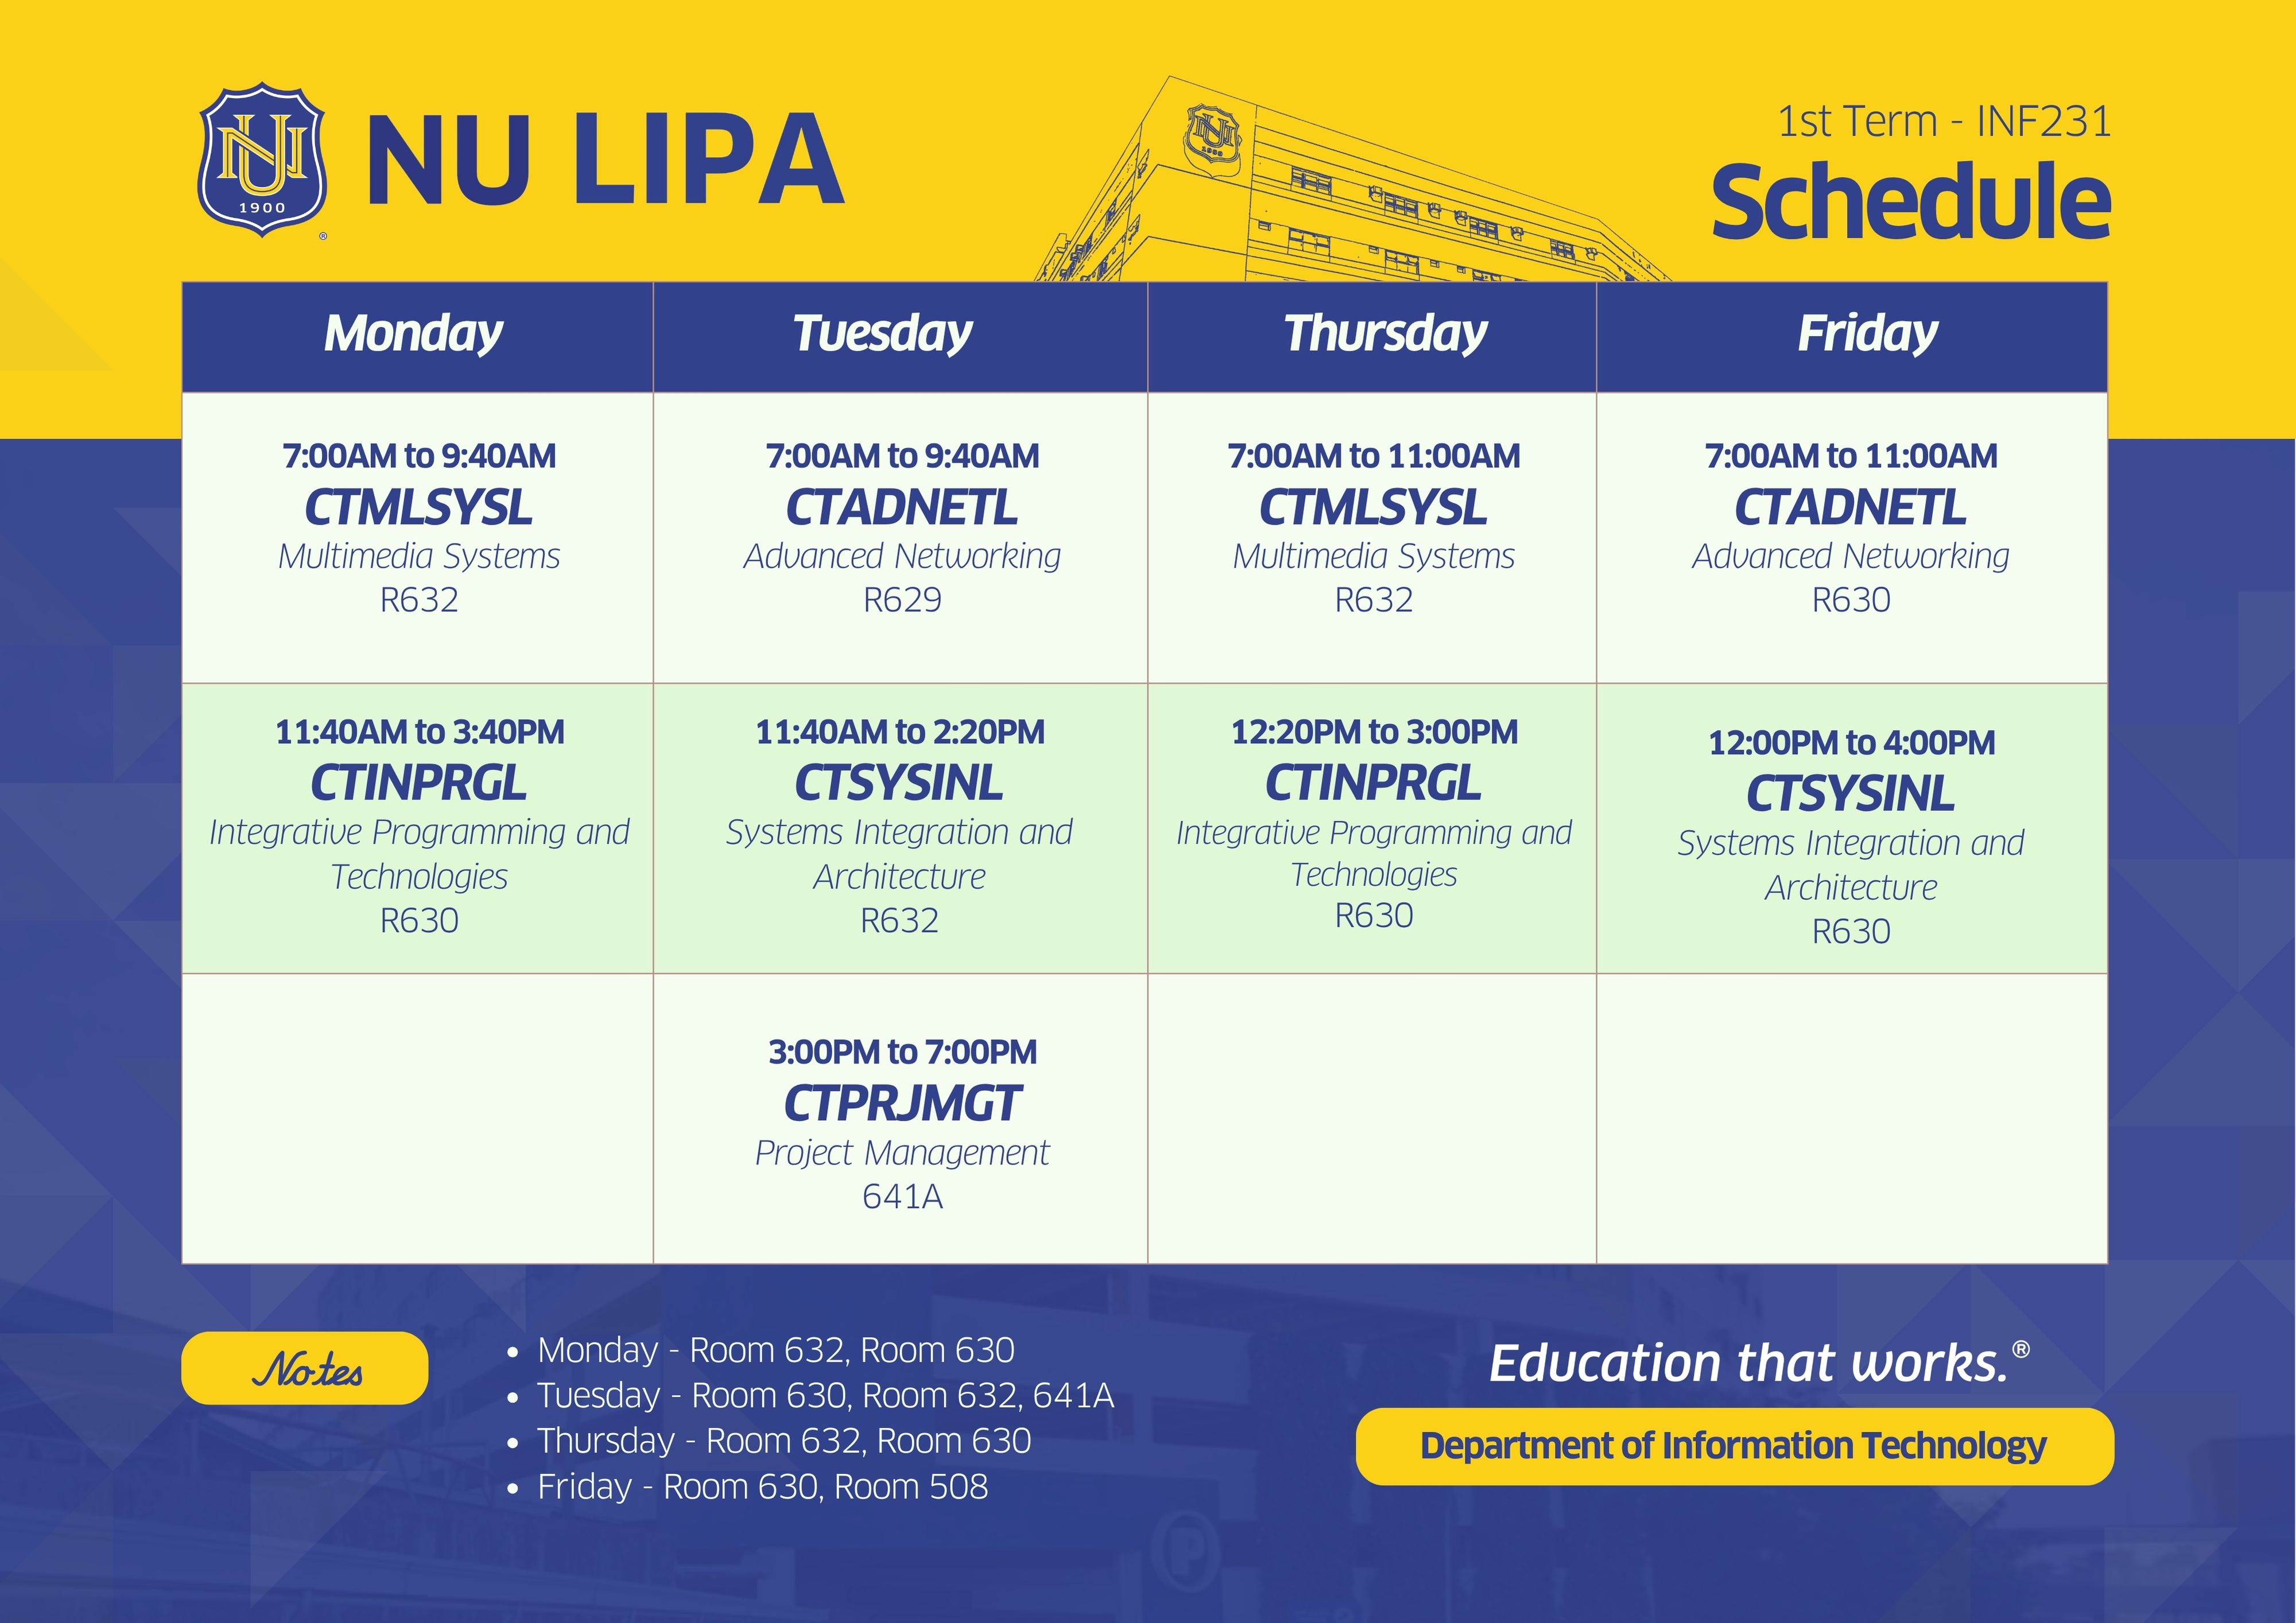 NU
1900
®
NU LIPA
NU
1900
1st Term - INF231
Schedule
Monday
Tuesday
Thursday
Friday
7:00AM to 9:40AM
CTMLSYSL
Multimedia Systems
R632
7:00AM to 9:40AM
CTADNETL
Advanced Networking
R629
7:00AM to 11:00AM
CTMLSYSL
Multimedia Systems
R632
7:00AM to 11:00AM
CTADNETL
Advanced Networking
R630
11:40AM to 3:40PM
CTINPRGL
Integrative Programming and
Technologies
R630
11:40AM to 2:20PM
CTSYSINL
Systems Integration and
Architecture
R632
12:20PM to 3:00PM
CTINPRGL
Integrative Programming and
Technologies
R630
12:00PM to 4:00PM
CTSYSINL
Systems Integration and
Architecture
R630
3:00PM to 7:00PM
CTPRJMGT
Project Management
641A
Notes
• Monday - Room 632, Room 630
• Tuesday - Room 630, Room 632, 641A
• Thursday - Room 632, Room 630
• Friday - Room 630, Room 508
Education that works.®
Department of Information Technology
P